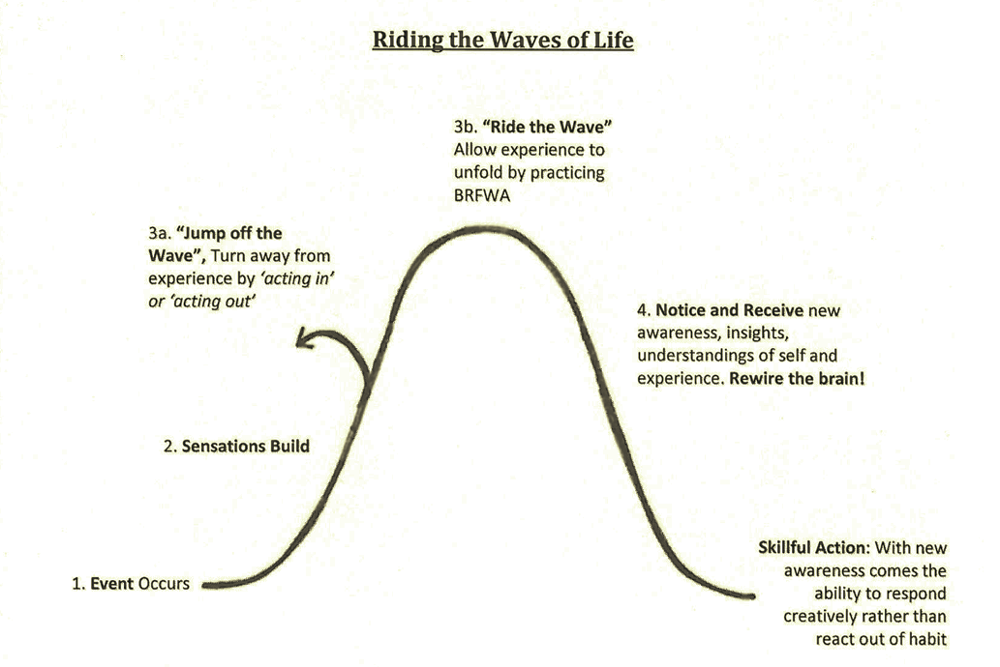 Riding the Waves of Life
3b. "Ride the Wave"
Allow experience to
unfold by practicing
BRFWA
3a. "Jump off the
Wave", Turn away from
experience by 'acting in'
or 'acting out'
4. Notice and Receive new
awareness, insights,
understandings of self and
experience. Rewire the brain!
2. Sensations Build
1. Event Occurs
Skillful Action: With new
awareness comes the
ability to respond
creatively rather than
react out of habit